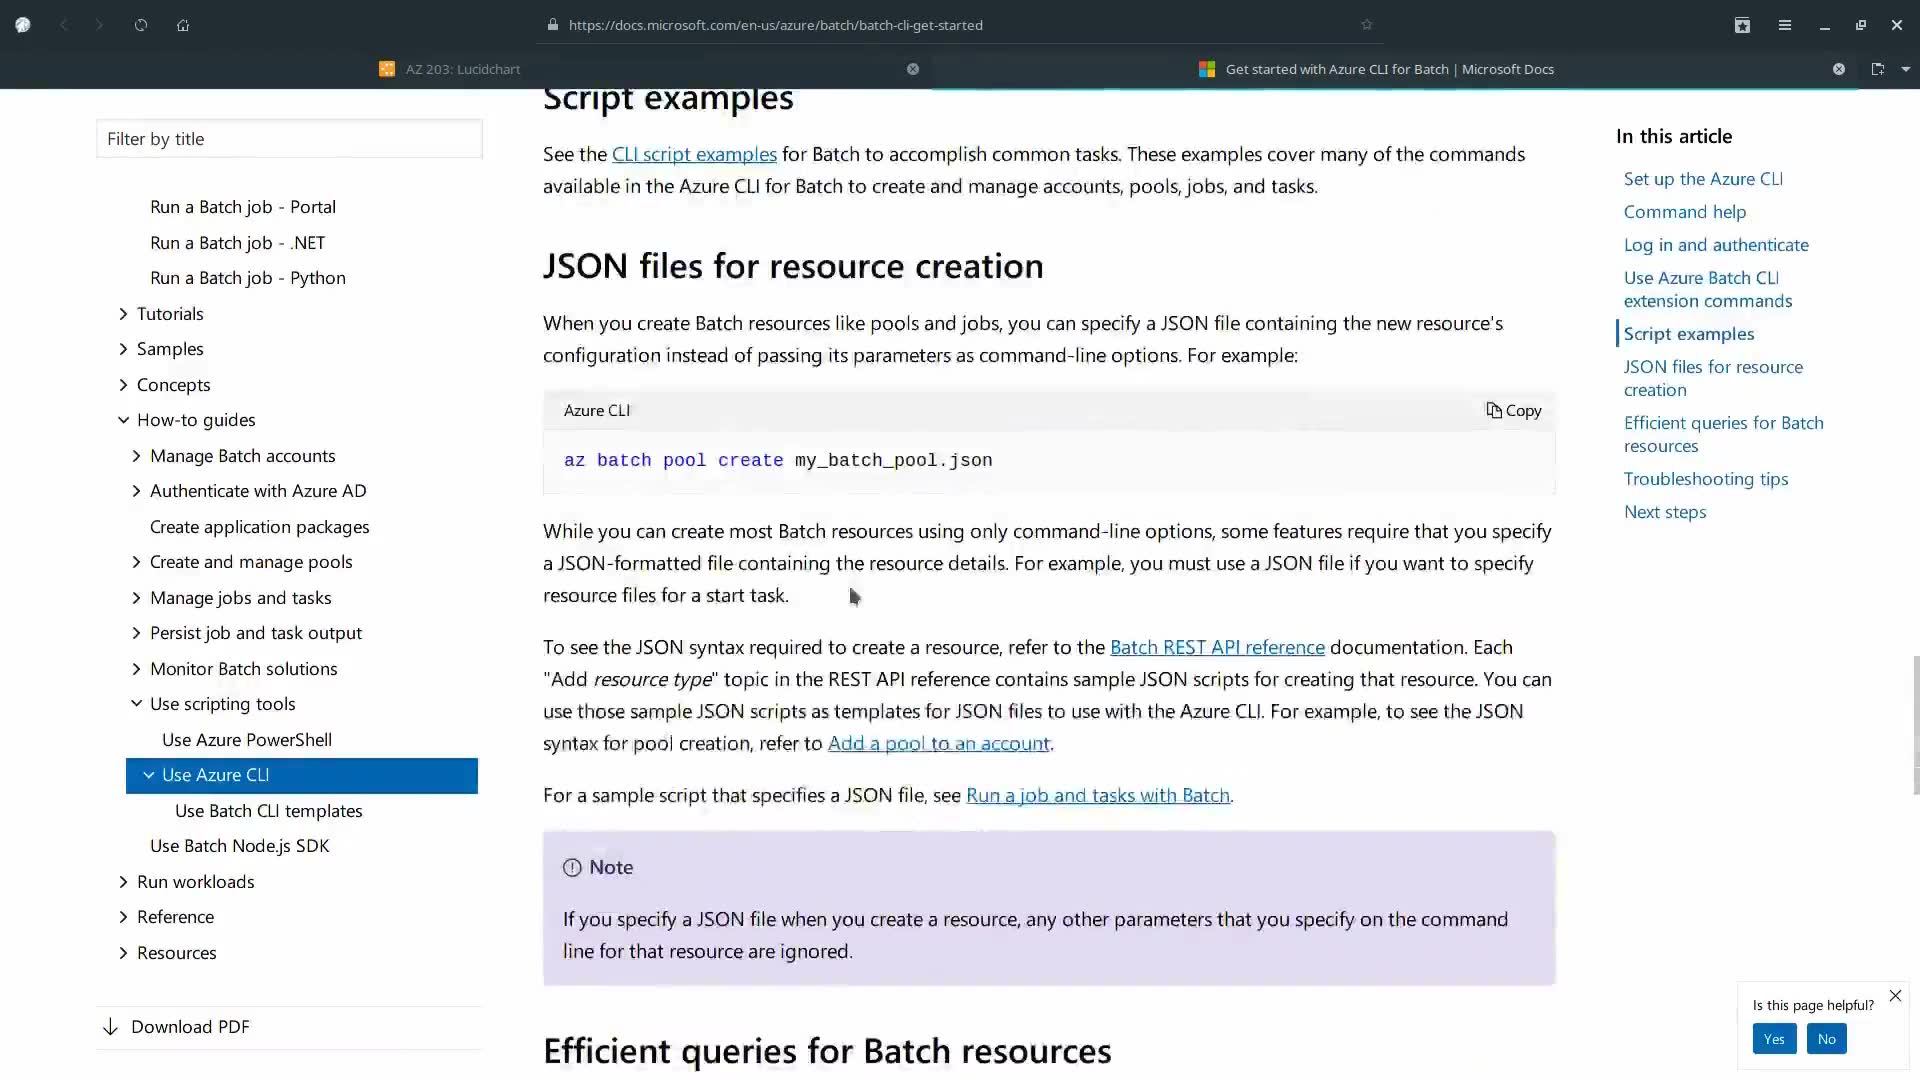 https://docs.microsoft.com/en-us/azure/batch/batch-cli-get-started
AZ 203: Lucidchart
Get started with Azure CLI for Batch | Microsoft Docs
Filter by title
Run a Batch job - Portal
Run a Batch job - .NET
Run a Batch job - Python
Tutorials
Samples
Concepts
How-to guides
Manage Batch accounts
Authenticate with Azure AD
Create application packages
Create and manage pools
Manage jobs and tasks
Persist job and task output
Monitor Batch solutions
Use scripting tools
Use Azure PowerShell
Use Azure CLI
Use Batch CLI templates
Use Batch Node.js SDK
Run workloads
Reference
Resources
Download PDF
Script examples
See the CLI script examples for Batch to accomplish common tasks. These examples cover many of the commands
available in the Azure CLI for Batch to create and manage accounts, pools, jobs, and tasks.
JSON files for resource creation
When you create Batch resources like pools and jobs, you can specify a JSON file containing the new resource's
configuration instead of passing its parameters as command-line options. For example:
Azure CLI
Copy
az batch pool create my_batch_pool.json
While you can create most Batch resources using only command-line options, some features require that you specify
a JSON-formatted file containing the resource details. For example, you must use a JSON file if you want to specify
resource files for a start task.
To see the JSON syntax required to create a resource, refer to the Batch REST API reference documentation. Each
"Add resource type" topic in the REST API reference contains sample JSON scripts for creating that resource. You can
use those sample JSON scripts as templates for JSON files to use with the Azure CLI. For example, to see the JSON
syntax for pool creation, refer to Add a pool to an account.
For a sample script that specifies a JSON file, see Run a job and tasks with Batch.
Note
If you specify a JSON file when you create a resource, any other parameters that you specify on the command
line for that resource are ignored.
Efficient queries for Batch resources
In this article
Set up the Azure CLI
Command help
Log in and authenticate
Use Azure Batch CLI
extension commands
Script examples
JSON files for resource
creation
Efficient queries for Batch
resources
Troubleshooting tips
Next steps
Is this page helpful?
Yes
No